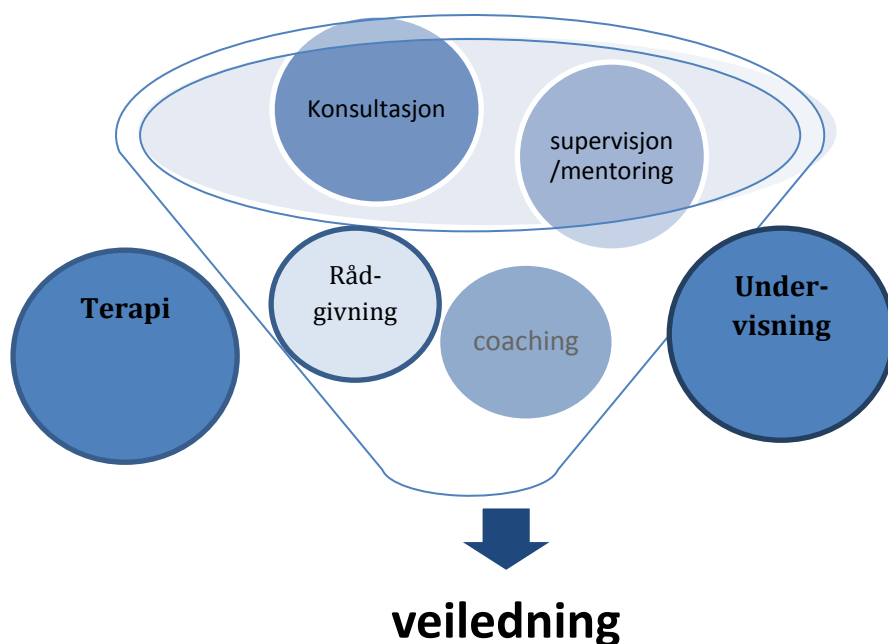 Konsultasjon
supervisjon
/mentoring
Terapi
Råd-
givning
coaching
Under-
visning
veiledning